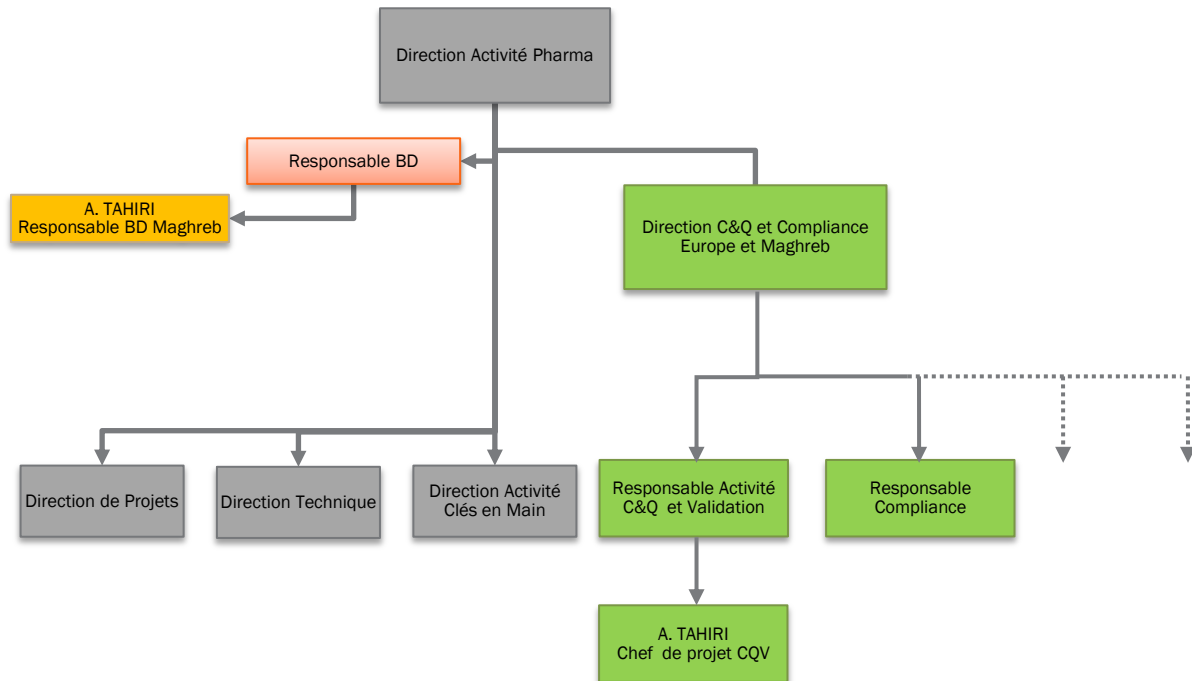 Direction Activité Pharma
Responsable BD
A. TAHIRI
Responsable BD Maghreb
Direction C&Q et Compliance
Europe et Maghreb
Direction de Projets
Direction Technique
Direction Activité
Clés en Main
Responsable Activité
C&Q et Validation
Responsable
Compliance
A. TAHIRI
Chef de projet CQV